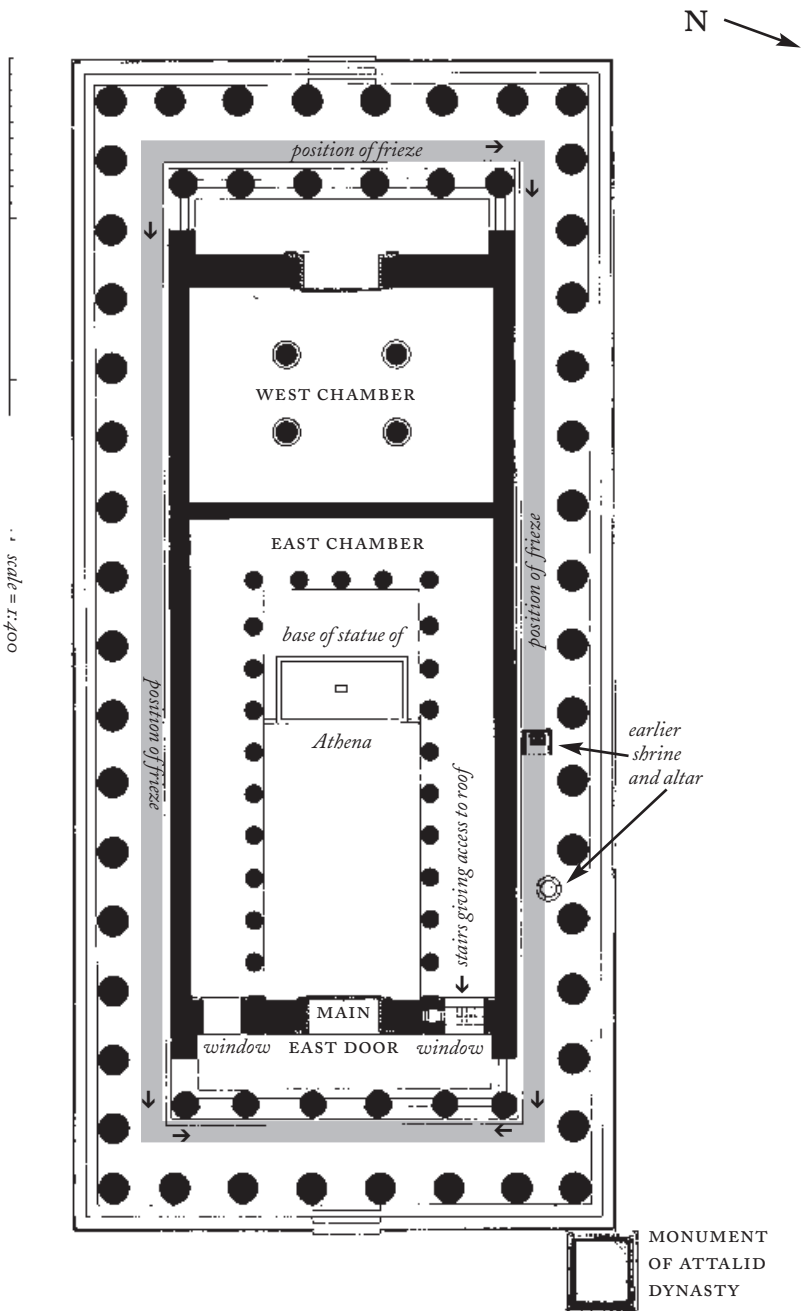 N
position of frieze
WEST CHAMBER
EAST CHAMBER
position of frieze
scale = 1:400
base of statue of
Athena
position of frieze
earlier
shrine
and altar
stairs giving access to roof
MAIN
window EAST DOOR window
MONUMENT
OF ATTALID
DYNASTY